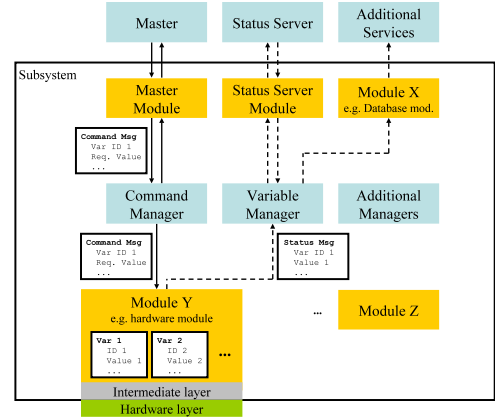 Master
Status Server
Additional
Services
Subsystem
Master
Module
Status Server
Module
Module X
e.g. Database mod.
Command Msg
Var ID 1
Req. Value
...
Command
Manager
Variable
Manager
Additional
Managers
Command Msg
Var ID 1
Req. Value
...
Status Msg
Var ID 1
Value 1
...
Module Y
e.g. hardware module
Var 1
ID 1
Value 1
...
Var 2
ID 2
Value 2
...
...
...
Module Z
Intermediate layer
Hardware layer